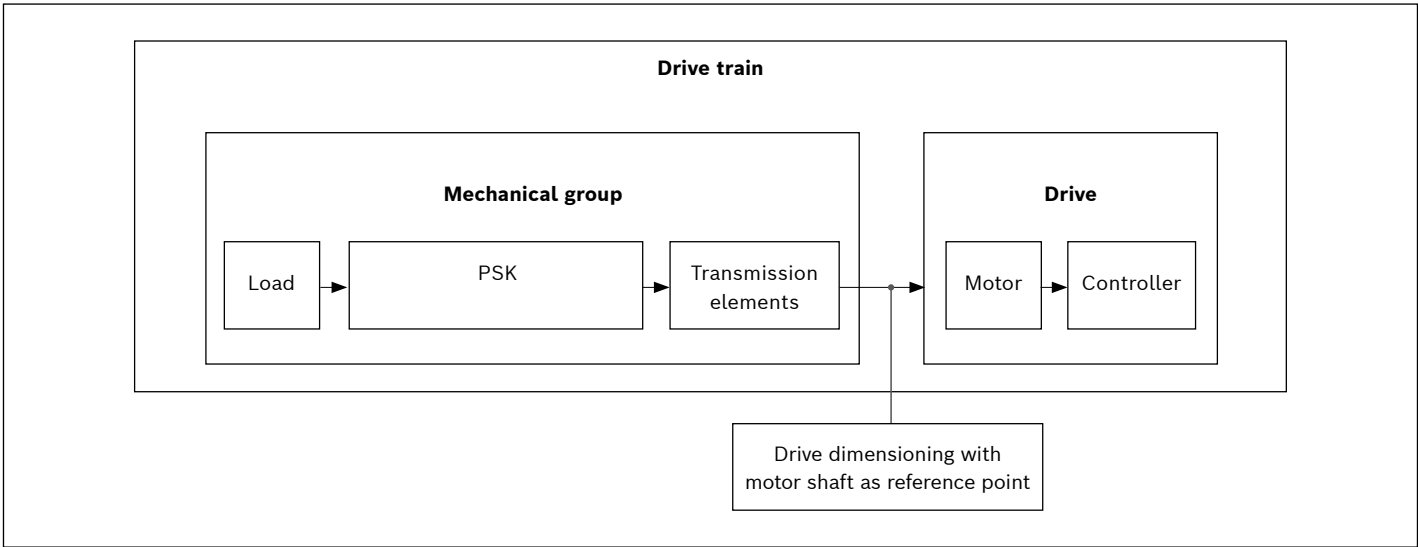 Drive train
Mechanical group
Drive
Load
PSK
Transmission
elements
Motor
Controller
Drive dimensioning with
motor shaft as reference point